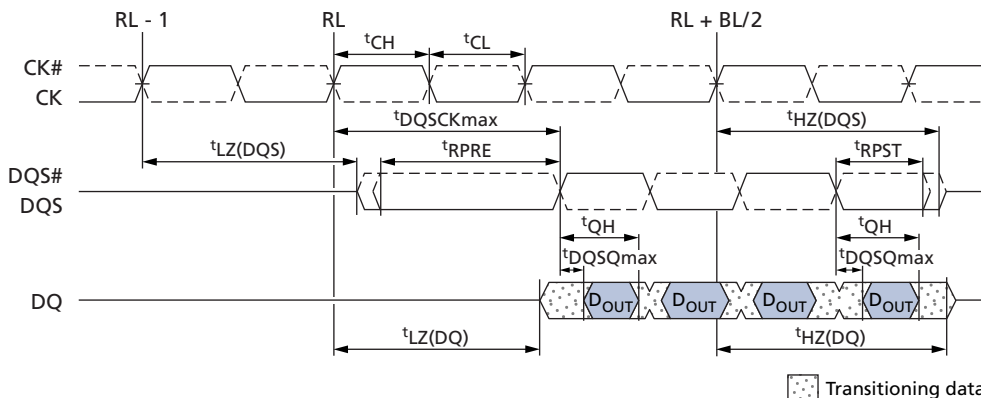 RL - 1 RL RL + BL/2
tCH tCL
CK#
CK
tDQSCKmax tHZ(DQS)
tLZ(DQS) tRPRE tRPST
DQS#
DQS
tQH tQH
tDQSQmax tDQSQmax
DQ DOUT DOUT DOUT DOUT
tLZ(DQ) tHZ(DQ)
Transitioning data